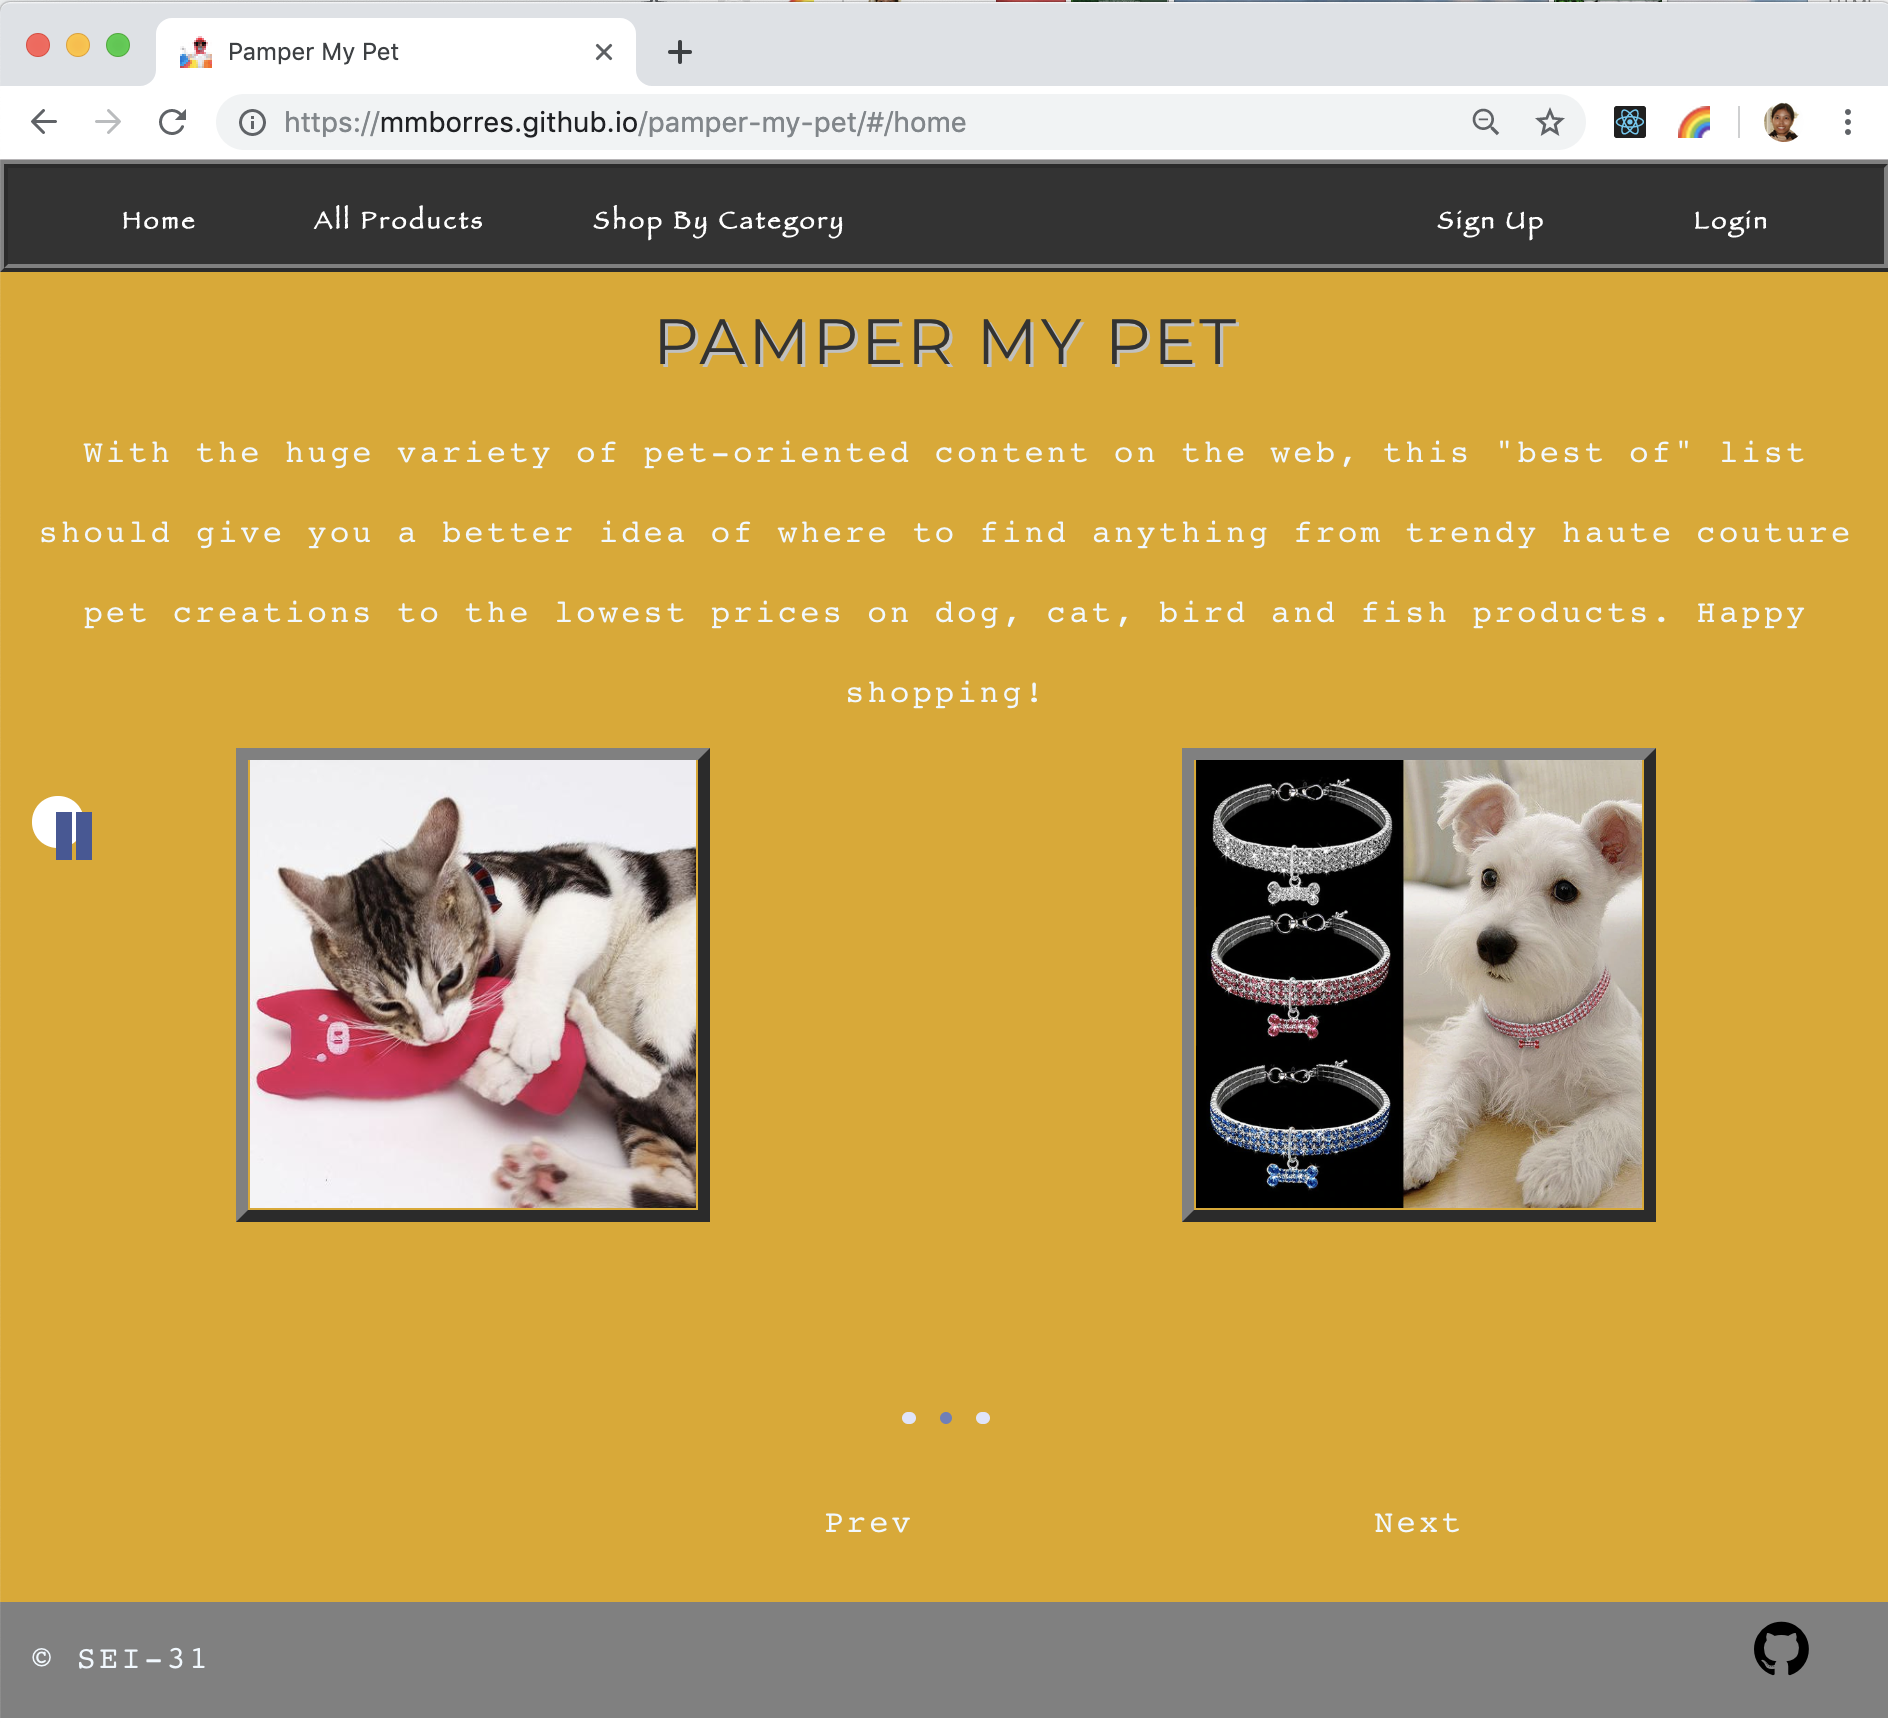 Pamper My Pet
https://mmborres.github.io/pamper-my-pet/#/home
Home All Products Shop By Category Sign Up Login
PAMPER MY PET
With the huge variety of pet-oriented content on the web, this "best of" list
should give you a better idea of where to find anything from trendy haute couture
pet creations to the lowest prices on dog, cat, bird and fish products. Happy
shopping!
Prev Next
© SEI-31